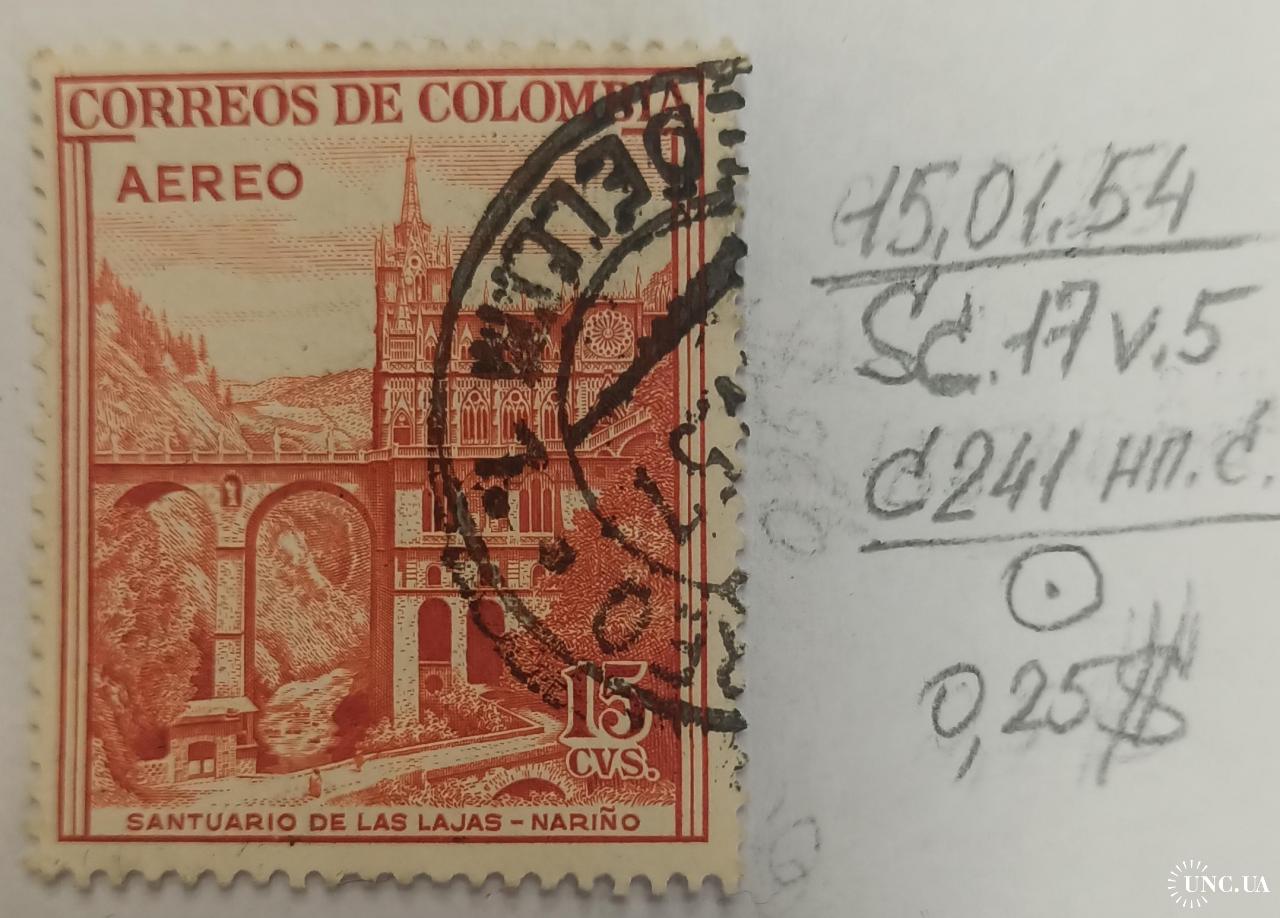 CORREOS DE COLOMBIA
AEREO
15
CVS.
SANTUARIO DE LAS LAJAS - NARIÑO
15,01.54
Sc. 17 v.5
C241 нп. С.
0,25$
UNC.UA